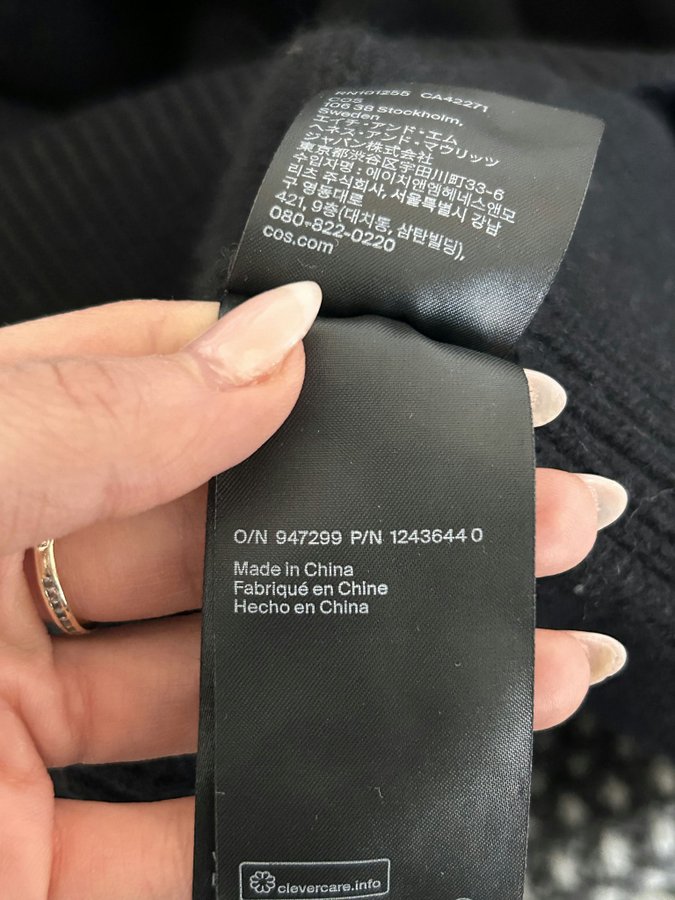 RN101255 CA42271
COS
106 38 Stockholm,
Sweden
エイチ・アンド・エム
ヘネス・アンド・マウリッツ
ジャパン株式会社
東京都渋谷区宇田川町33-6
수입자명 : 에이치앤엠헤네스앤모
리츠 주식회사, 서울특별시 강남
구 영동대로
421, 9층(대치동, 삼탄빌딩),
080-822-0220
cos.com
O/N 947299 P/N 1243644 0
Made in China
Fabriqué en Chine
Hecho en China
clevercare.info